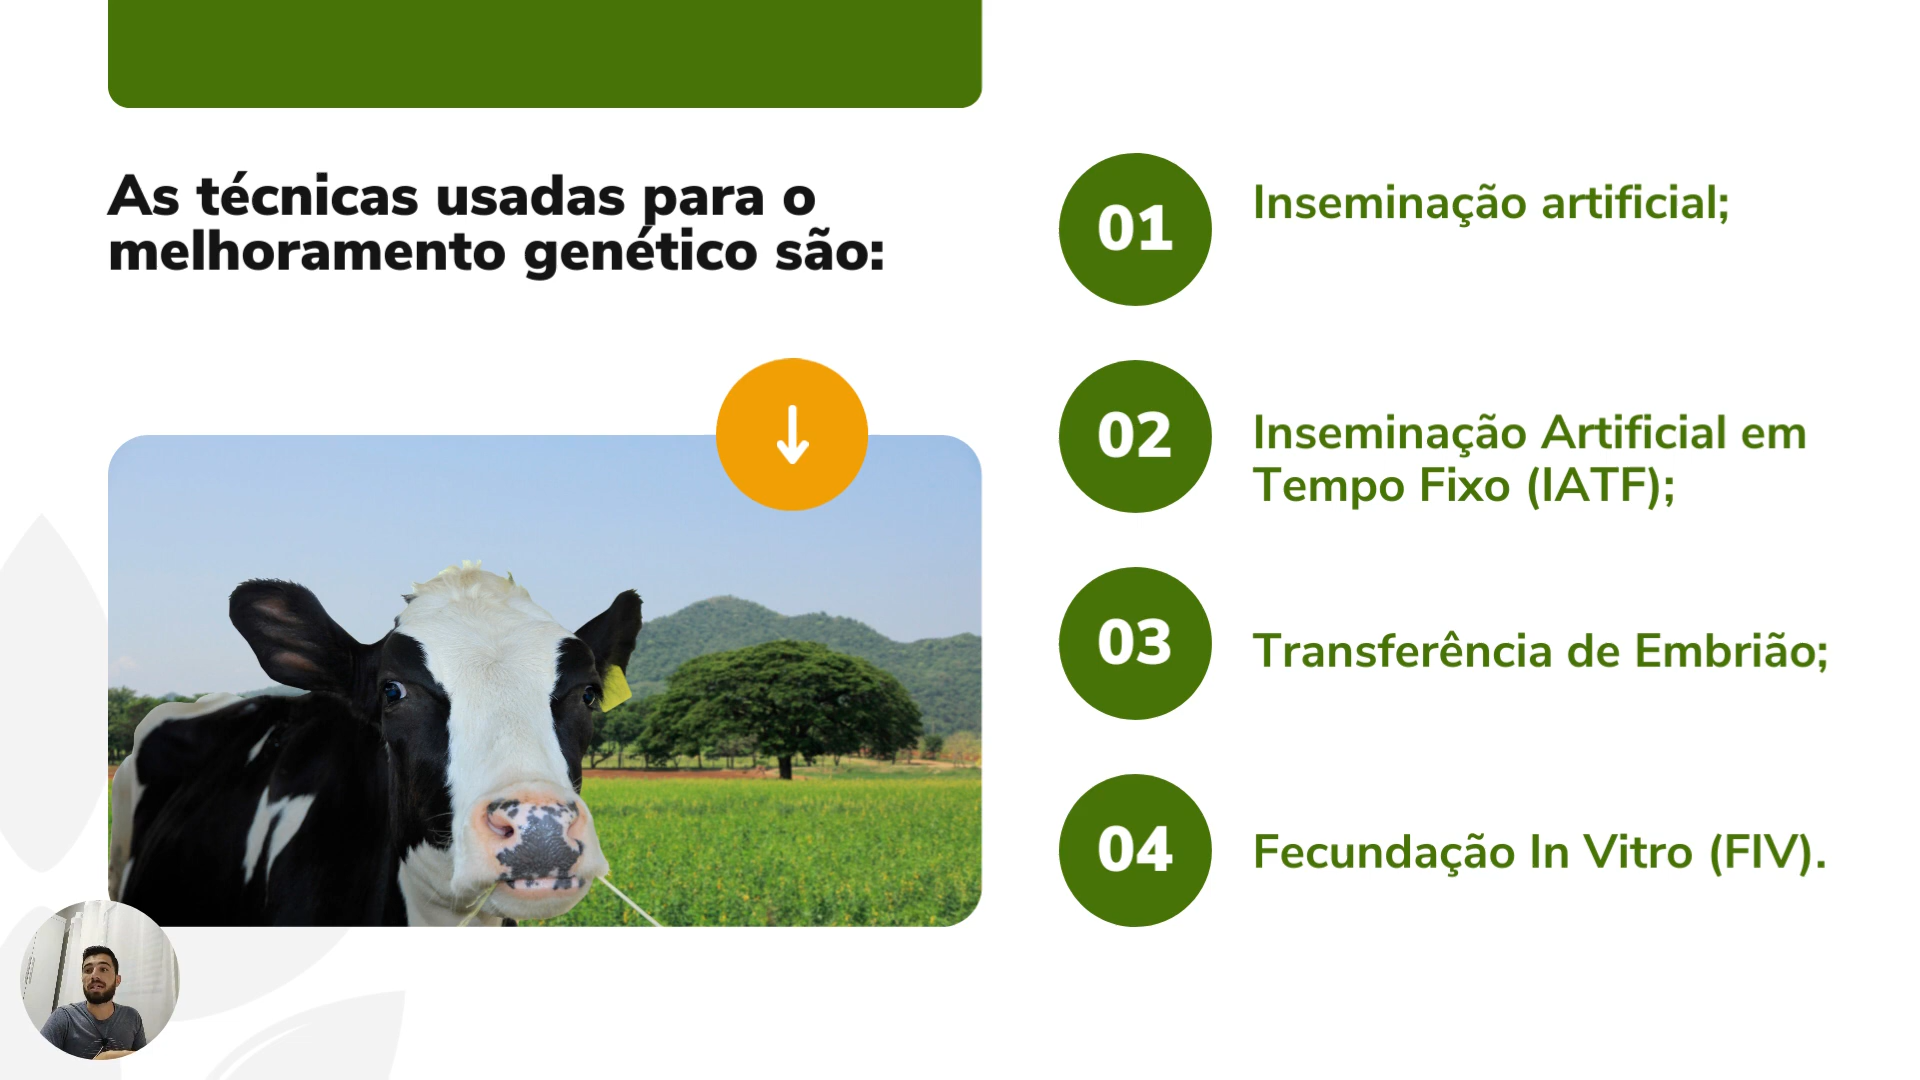 As técnicas usadas para o
melhoramento genético são:
01
Inseminação artificial;
02
Inseminação Artificial em
Tempo Fixo (IATF);
03
Transferência de Embrião;
04
Fecundação In Vitro (FIV).